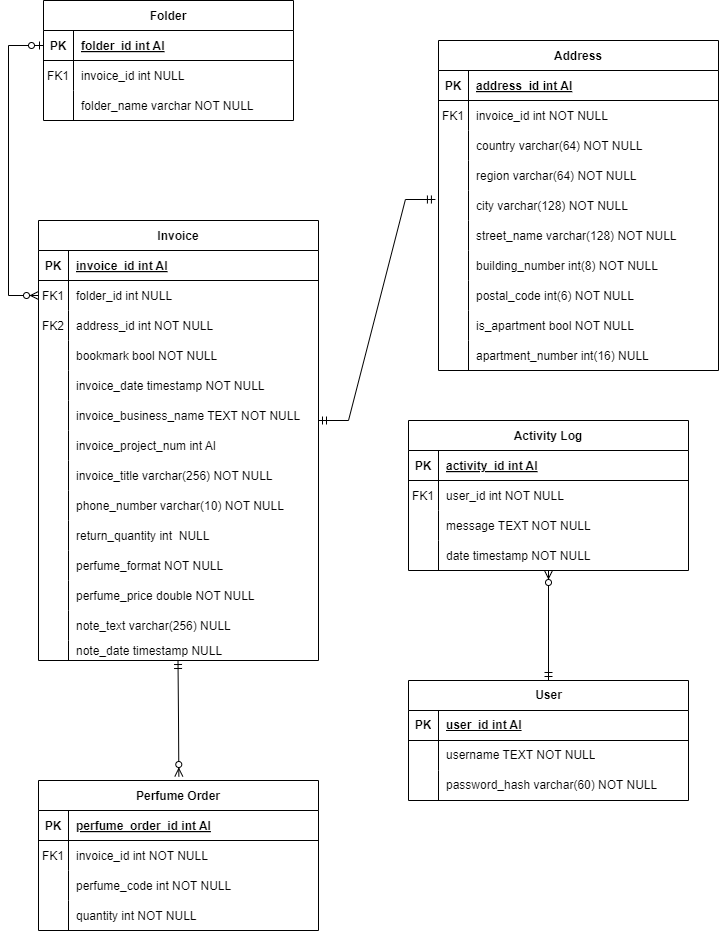 Folder
PK folder_id int AI
FK1 invoice_id int NULL
folder_name varchar NOT NULL
Address
PK address_id int AI
FK1 invoice_id int NOT NULL
country varchar(64) NOT NULL
region varchar(64) NOT NULL
city varchar(128) NOT NULL
street_name varchar(128) NOT NULL
building_number int(8) NOT NULL
postal_code int(6) NOT NULL
is_apartment bool NOT NULL
apartment_number int(16) NULL
Invoice
PK invoice_id int AI
FK1 folder_id int NULL
FK2 address_id int NOT NULL
bookmark bool NOT NULL
invoice_date timestamp NOT NULL
invoice_business_name TEXT NOT NULL
invoice_project_num int AI
invoice_title varchar(256) NOT NULL
phone_number varchar(10) NOT NULL
return_quantity int NULL
perfume_format NOT NULL
perfume_price double NOT NULL
note_text varchar(256) NULL
note_date timestamp NULL
Activity Log
PK activity_id int AI
FK1 user_id int NOT NULL
message TEXT NOT NULL
date timestamp NOT NULL
User
PK user_id int AI
username TEXT NOT NULL
password_hash varchar(60) NOT NULL
Perfume Order
PK perfume_order_id int AI
FK1 invoice_id int NOT NULL
perfume_code int NOT NULL
quantity int NOT NULL